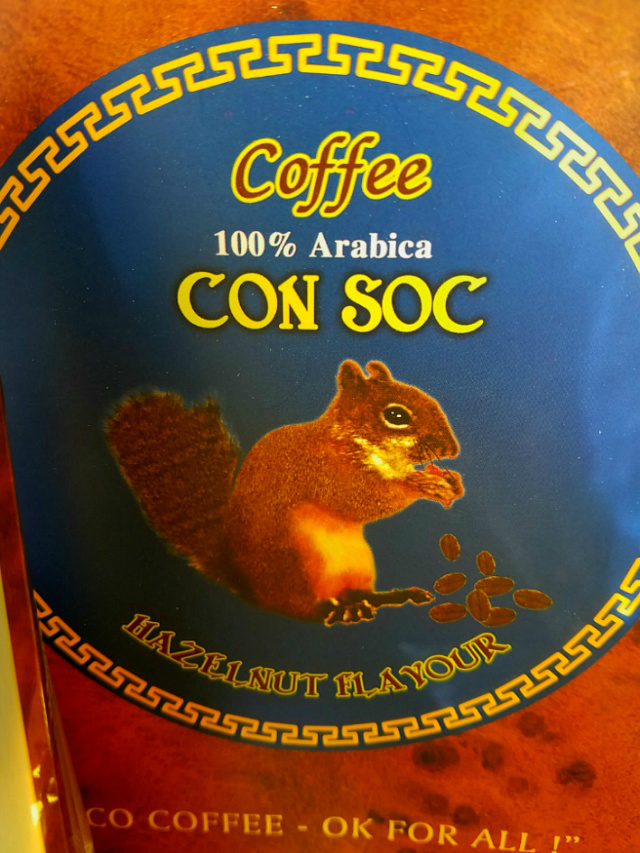 Coffee
100% Arabica
CON SOC
HAZELNUT FLAVOUR
CO COFFEE - OK FOR ALL !"